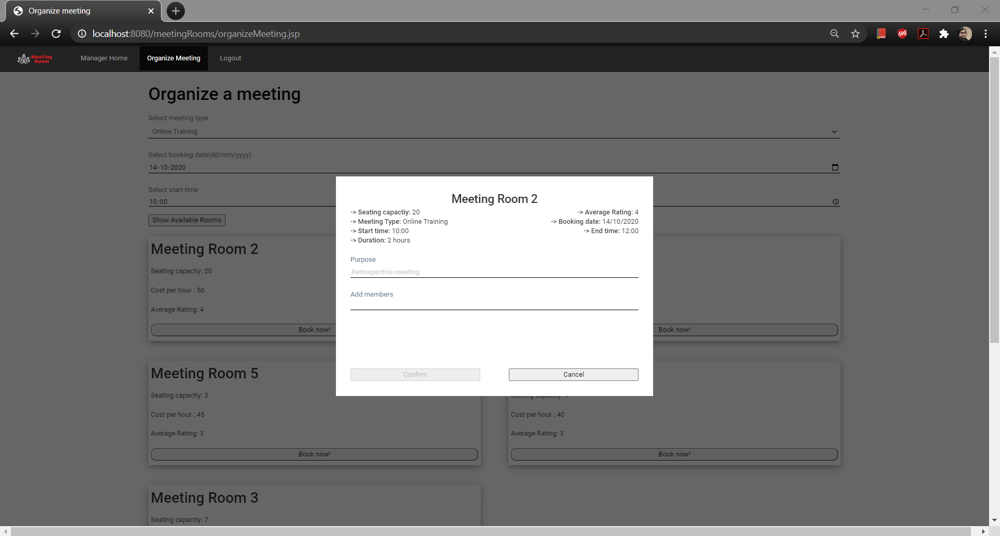 Organize meeting
localhost:8080/meetingRooms/organizeMeeting.jsp
Meeting Room
Manager Home
Organize Meeting
Logout
Organize a meeting
Select meeting type
Online Training
Select booking date(dd/mm/yyyy)
14-10-2020
Select start time
10:00
Show Available Rooms
Meeting Room 2
Seating capactiy: 20
Cost per hour : 50
Average Rating: 4
Book now!
Book now!
Meeting Room 2
-> Seating capactiy: 20
-> Average Rating: 4
-> Meeting Type: Online Training
-> Booking date: 14/10/2020
-> Start time: 10:00
-> End time: 12:00
-> Duration: 2 hours
Purpose
Retrospective meeting
Add members
Confirm
Cancel
Meeting Room 5
Seating capactiy: 3
Cost per hour : 45
Average Rating: 3
Book now!
Seating capactiy:
Cost per hour : 40
Average Rating: 3
Book now!
Meeting Room 3
Seating capactiy: 7